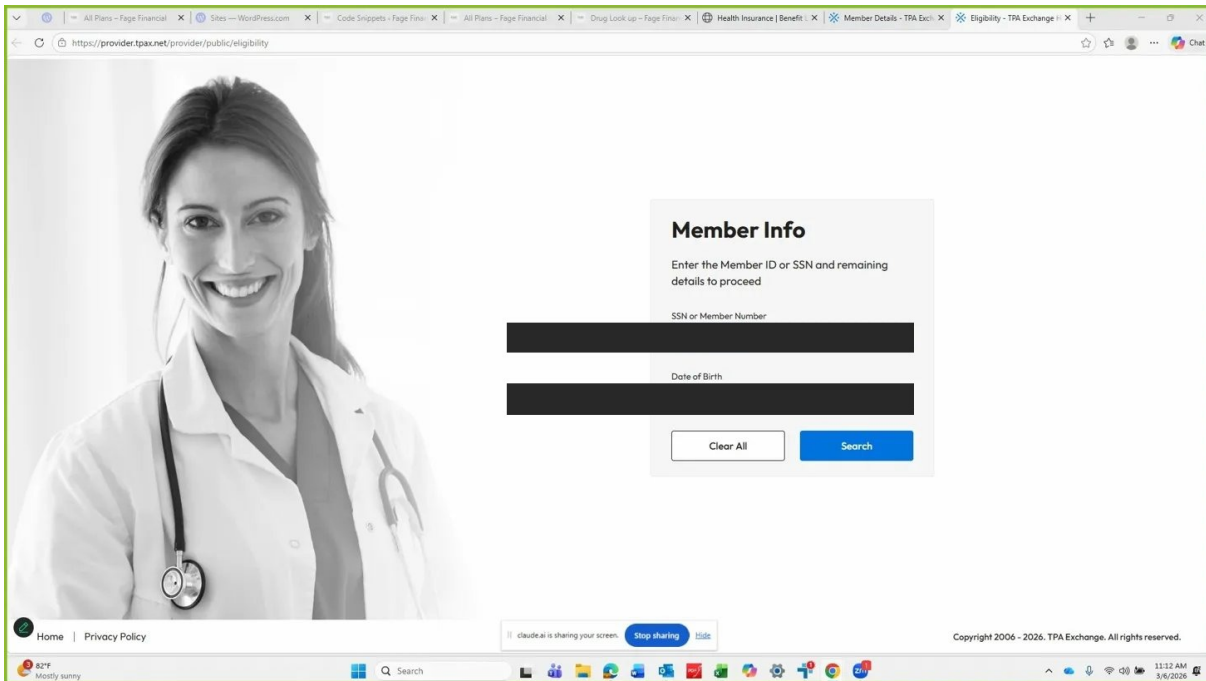 All Plans – Fage Financial
Sites — WordPress.com
Code Snippets ‹ Fage Finan
All Plans – Fage Financial
Drug Look up – Fage Finan
Health Insurance | Benefit L
Member Details - TPA Exch
Eligibility - TPA Exchange H
https://provider.tpax.net/provider/public/eligibility
Chat
Member Info
Enter the Member ID or SSN and remaining
details to proceed
SSN or Member Number
Date of Birth
Clear All
Search
Home | Privacy Policy
claude.ai is sharing your screen.
Stop sharing
Hide
Copyright 2006 - 2026. TPA Exchange. All rights reserved.
82°F
Mostly sunny
Search
11:12 AM
3/6/2026